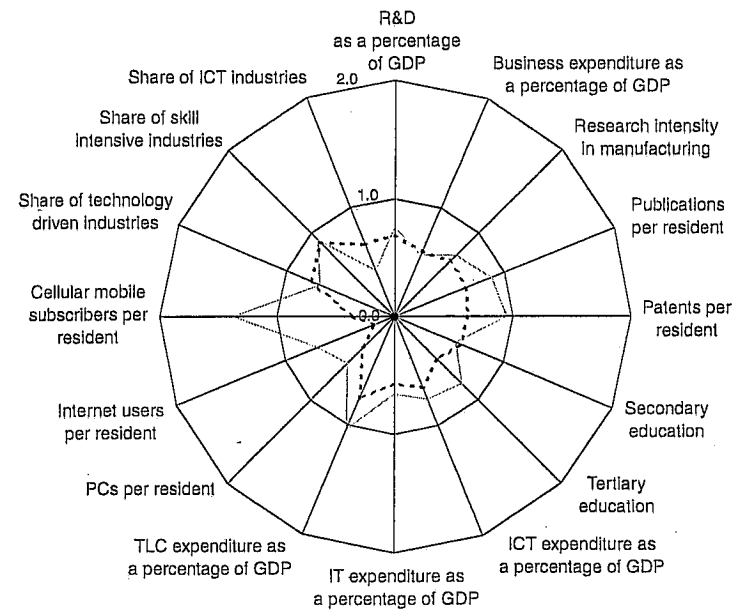 R&D
as a percentage
of GDP
2.0
Business expenditure as
a percentage of GDP
Share of ICT industries
Research intensity
in manufacturing
Share of skill
intensive industries
1.0
Publications
per resident
Share of technology
driven industries
Patents per
resident
Cellular mobile
subscribers per
resident
0.0
Secondary
education
Internet users
per resident
Tertiary
education
PCs per resident
ICT expenditure as
a percentage of GDP
TLC expenditure as
a percentage of GDP
IT expenditure as
a percentage of GDP